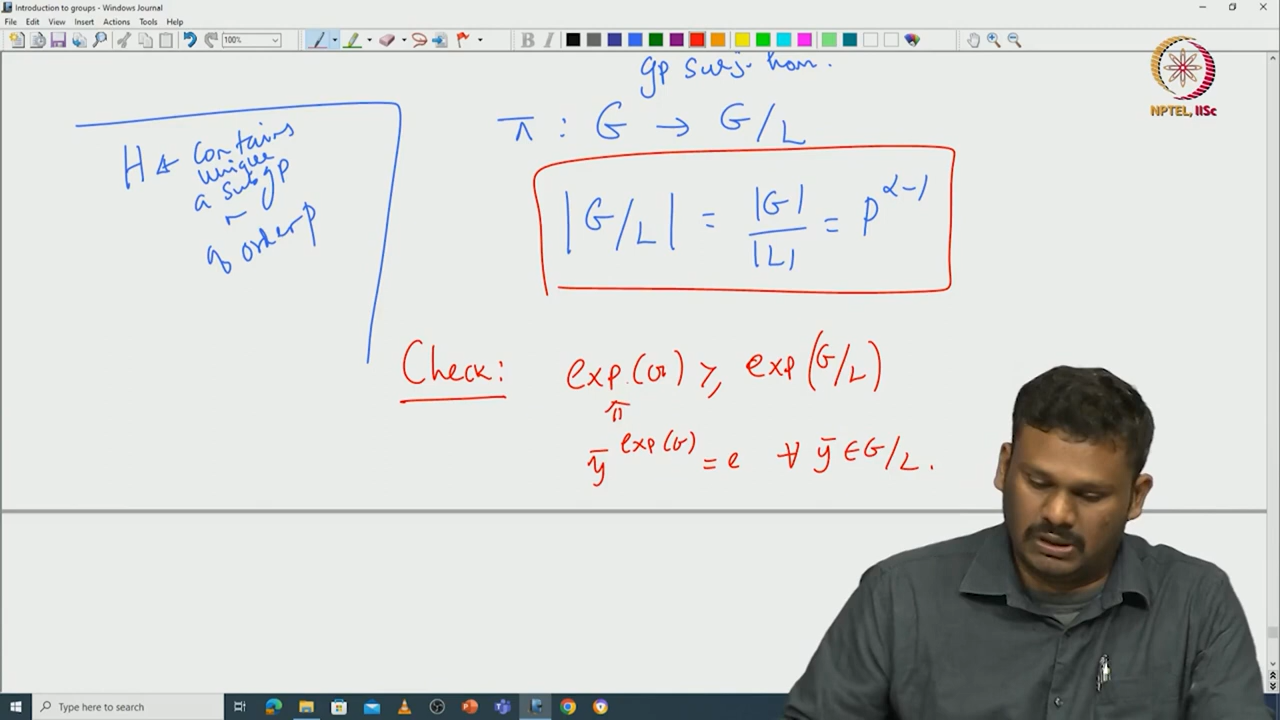 Introduction to groups - Windows Journal
File Edit View Insert Actions Tools Help
100%
B I
NPTEL, IISc
gp surj. hom.
π : G → G/L
H ← contains
unique
a subgp
of order p
|G/L| = |G| / |L| = p^{α-1}
Check: exp.(G) ⩾ exp(G/L)
π
ȳ^{exp(G)} = e ∀ ȳ ∈ G/L.
Type here to search